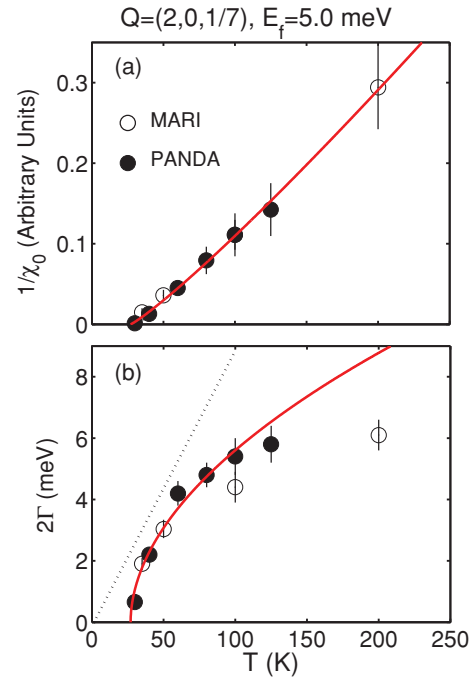 Q=(2,0,1/7), E_f=5.0 meV
0.3
(a)
MARI
PANDA
0.2
0.1
0
1/χ_0 (Arbitrary Units)
8
(b)
6
4
2
0
2Γ (meV)
0 50 100 150 200 250
T (K)